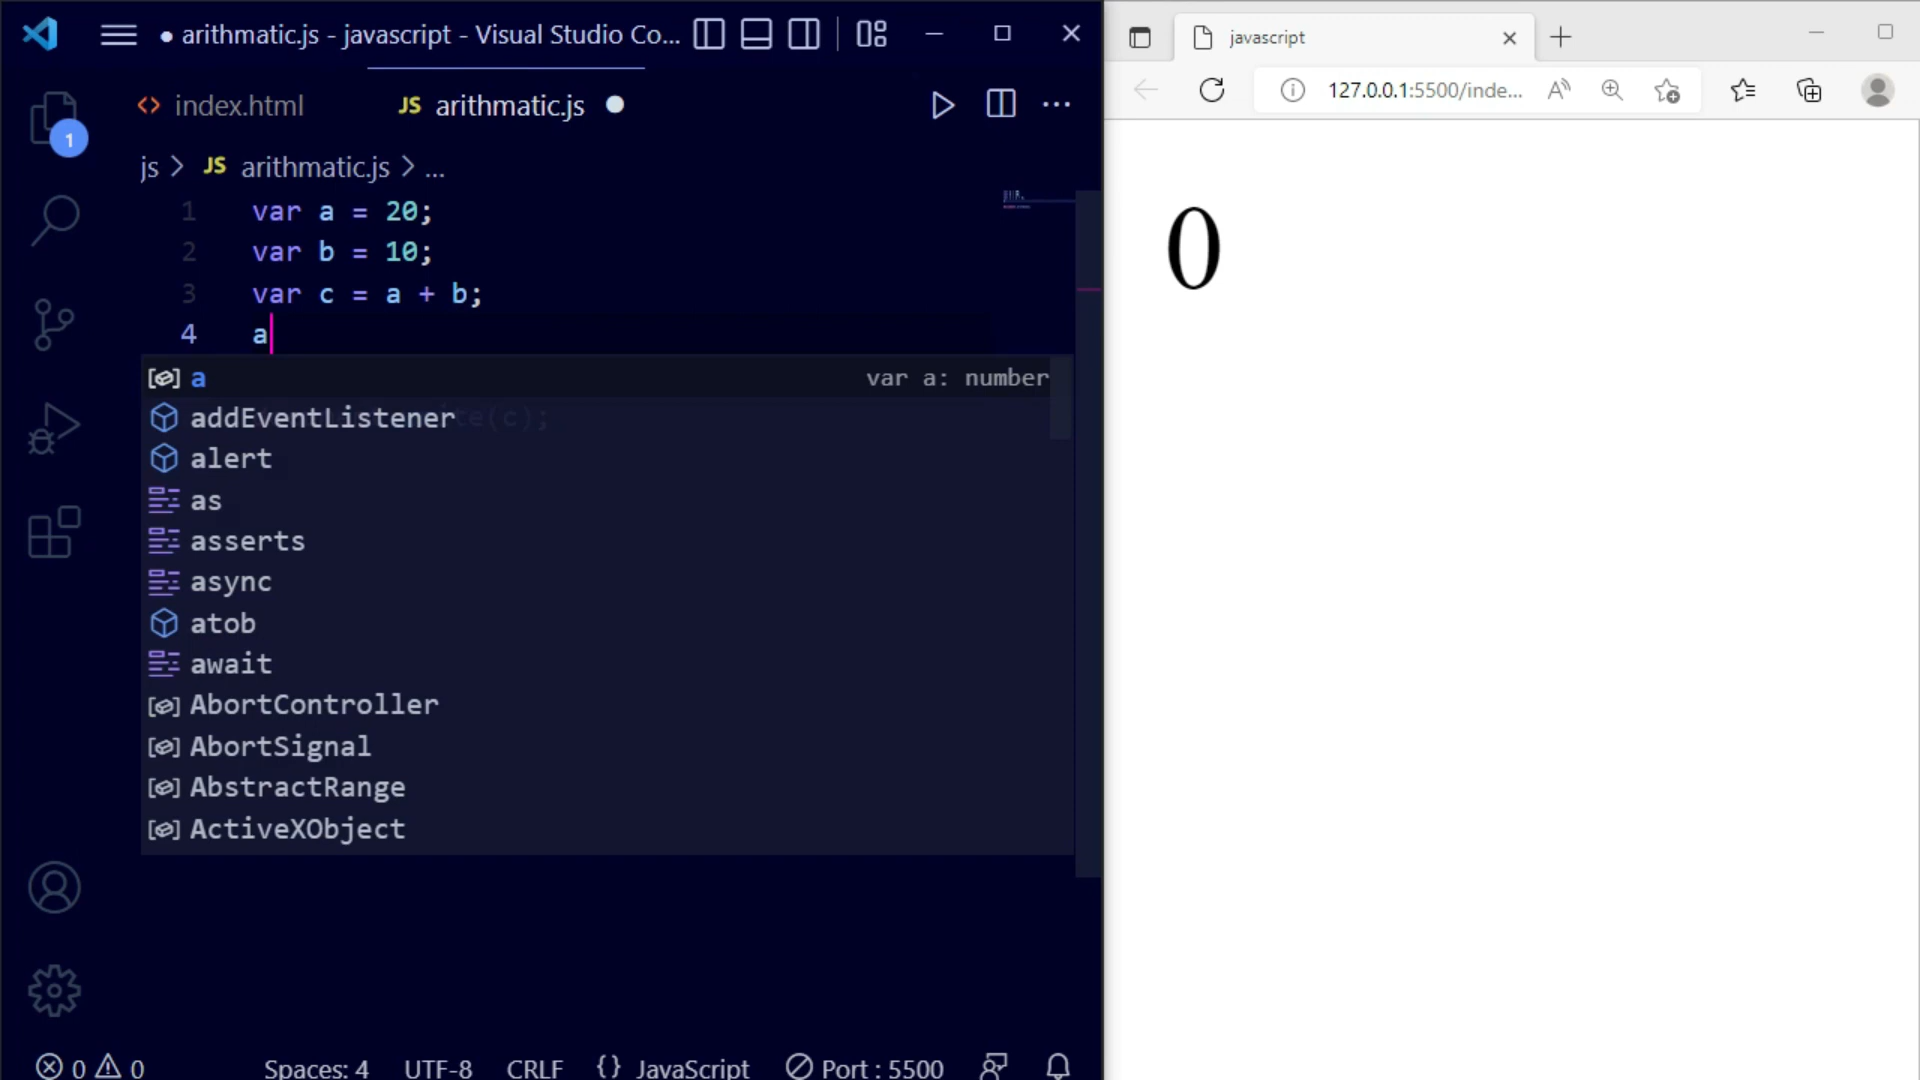 ● arithmatic.js - javascript - Visual Studio Co...
index.html
JS arithmatic.js ●
1
js > JS arithmatic.js > ...
1 var a = 20;
2 var b = 10;
3 var c = a + b;
4 a
a var a: number
addEventListener te(c);
alert
as
asserts
async
atob
await
AbortController
AbortSignal
AbstractRange
ActiveXObject
0 0 Spaces: 4 UTF-8 CRLF {} JavaScript Port : 5500
javascript
127.0.0.1:5500/inde...
0